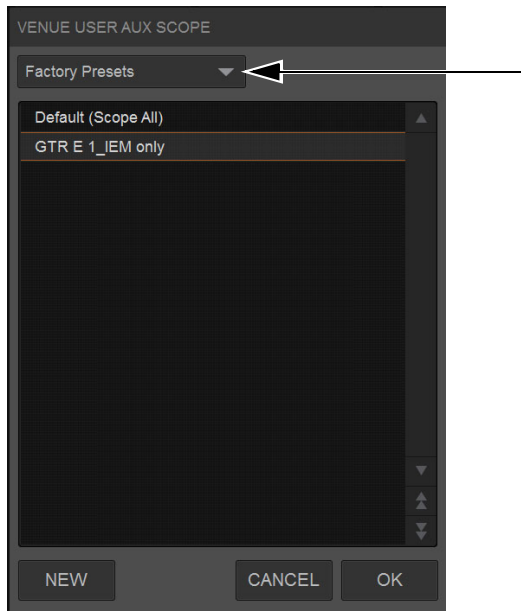 VENUE USER AUX SCOPE
Factory Presets
Default (Scope All)
GTR E 1_IEM only
NEW
CANCEL
OK